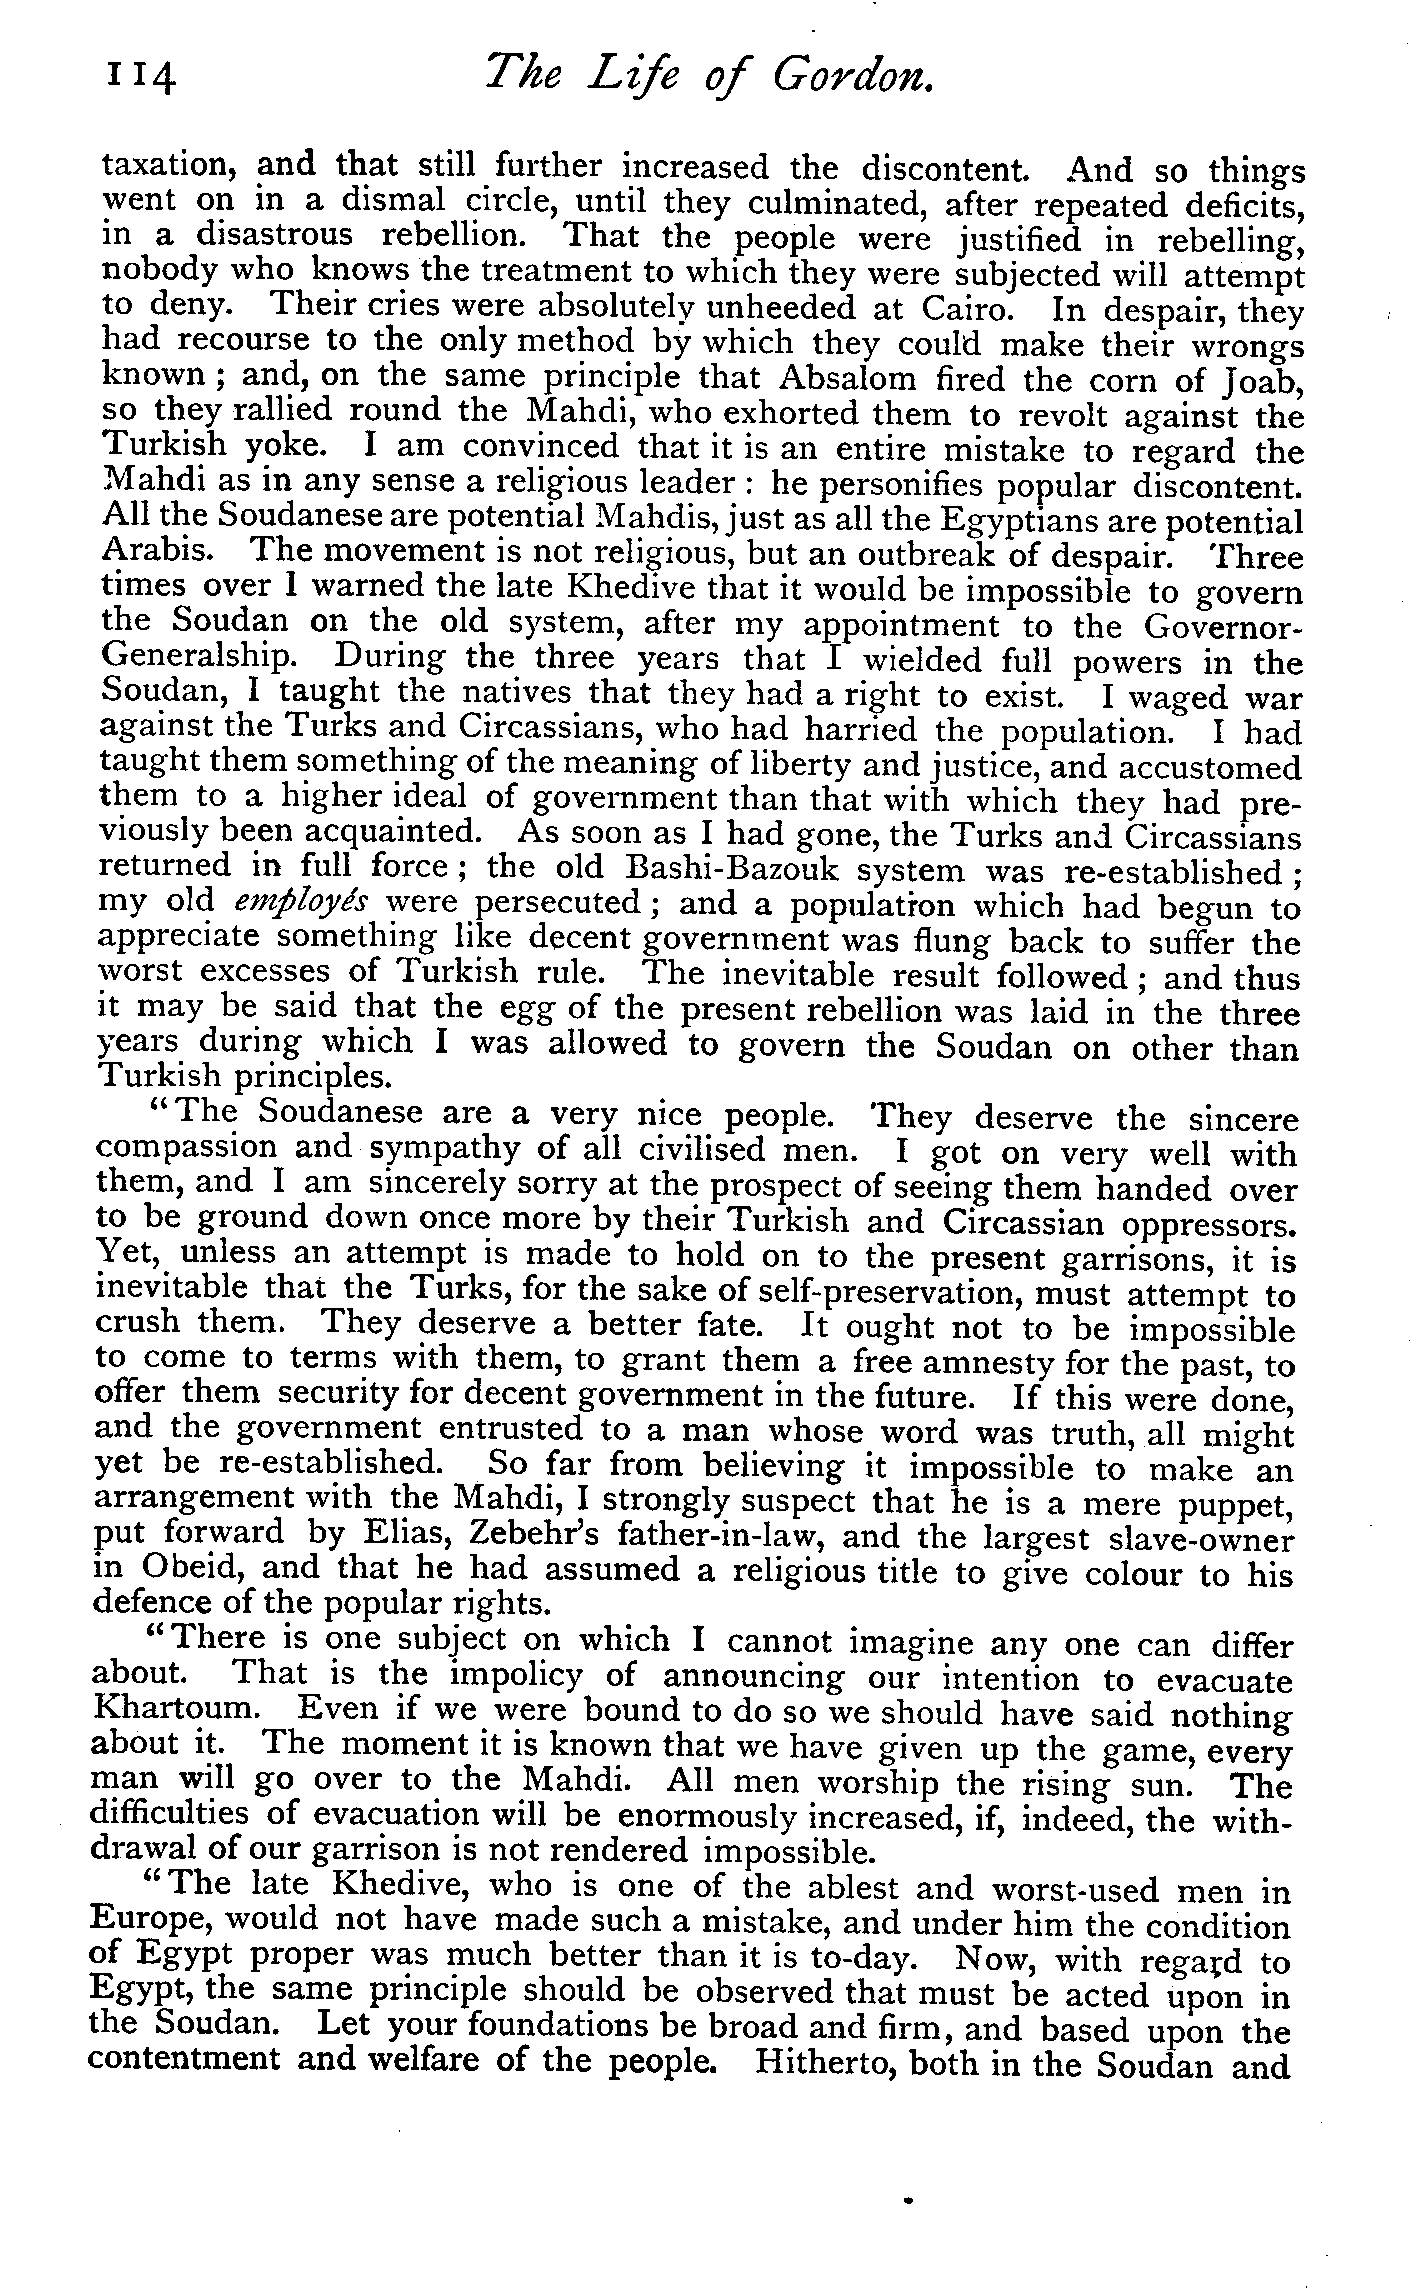 114 The Life of Gordon.
taxation, and that still further increased the discontent. And so things
went on in a dismal circle, until they culminated, after repeated deficits,
in a disastrous rebellion. That the people were justified in rebelling,
nobody who knows the treatment to which they were subjected will attempt
to deny. Their cries were absolutely unheeded at Cairo. In despair, they
had recourse to the only method by which they could make their wrongs
known ; and, on the same principle that Absalom fired the corn of Joab,
so they rallied round the Mahdi, who exhorted them to revolt against the
Turkish yoke. I am convinced that it is an entire mistake to regard the
Mahdi as in any sense a religious leader : he personifies popular discontent.
All the Soudanese are potential Mahdis, just as all the Egyptians are potential
Arabis. The movement is not religious, but an outbreak of despair. Three
times over I warned the late Khedive that it would be impossible to govern
the Soudan on the old system, after my appointment to the Governor-
Generalship. During the three years that I wielded full powers in the
Soudan, I taught the natives that they had a right to exist. I waged war
against the Turks and Circassians, who had harried the population. I had
taught them something of the meaning of liberty and justice, and accustomed
them to a higher ideal of government than that with which they had pre-
viously been acquainted. As soon as I had gone, the Turks and Circassians
returned in full force ; the old Bashi-Bazouk system was re-established ;
my old employés were persecuted ; and a population which had begun to
appreciate something like decent government was flung back to suffer the
worst excesses of Turkish rule. The inevitable result followed ; and thus
it may be said that the egg of the present rebellion was laid in the three
years during which I was allowed to govern the Soudan on other than
Turkish principles.
“The Soudanese are a very nice people. They deserve the sincere
compassion and sympathy of all civilised men. I got on very well with
them, and I am sincerely sorry at the prospect of seeing them handed over
to be ground down once more by their Turkish and Circassian oppressors.
Yet, unless an attempt is made to hold on to the present garrisons, it is
inevitable that the Turks, for the sake of self-preservation, must attempt to
crush them. They deserve a better fate. It ought not to be impossible
to come to terms with them, to grant them a free amnesty for the past, to
offer them security for decent government in the future. If this were done,
and the government entrusted to a man whose word was truth, all might
yet be re-established. So far from believing it impossible to make an
arrangement with the Mahdi, I strongly suspect that he is a mere puppet,
put forward by Elias, Zebehr’s father-in-law, and the largest slave-owner
in Obeid, and that he had assumed a religious title to give colour to his
defence of the popular rights.
“There is one subject on which I cannot imagine any one can differ
about. That is the impolicy of announcing our intention to evacuate
Khartoum. Even if we were bound to do so we should have said nothing
about it. The moment it is known that we have given up the game, every
man will go over to the Mahdi. All men worship the rising sun. The
difficulties of evacuation will be enormously increased, if, indeed, the with-
drawal of our garrison is not rendered impossible.
“The late Khedive, who is one of the ablest and worst-used men in
Europe, would not have made such a mistake, and under him the condition
of Egypt proper was much better than it is to-day. Now, with regard to
Egypt, the same principle should be observed that must be acted upon in
the Soudan. Let your foundations be broad and firm, and based upon the
contentment and welfare of the people. Hitherto, both in the Soudan and